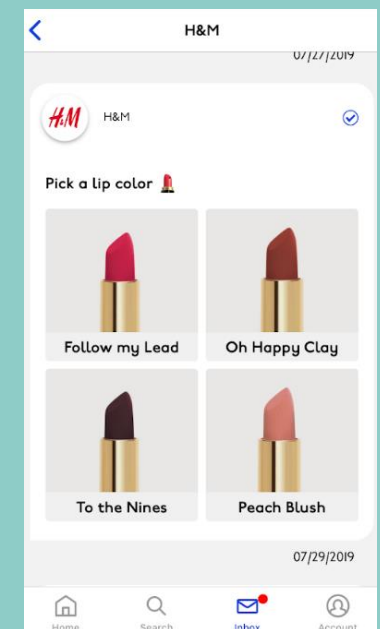 H&M
07/27/2019
H&M
H&M
Pick a lip color 💄
Follow my Lead
Oh Happy Clay
To the Nines
Peach Blush
07/29/2019
Home
Search
Inbox
Account